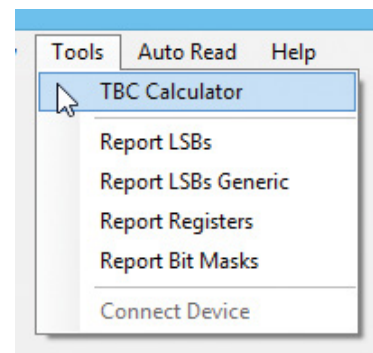 Tools Auto Read Help
TBC Calculator
Report LSBs
Report LSBs Generic
Report Registers
Report Bit Masks
Connect Device